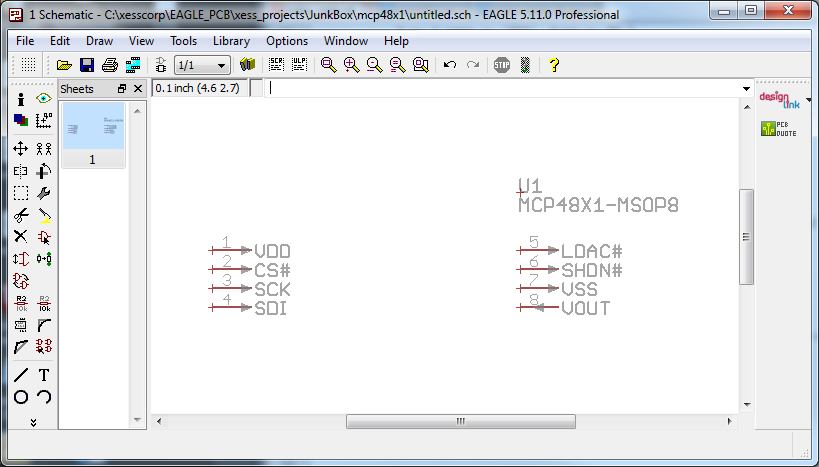 1 Schematic - C:\xesscorp\EAGLE_PCB\xess_projects\JunkBox\mcp48x1\untitled.sch - EAGLE 5.11.0 Professional
File Edit Draw View Tools Library Options Window Help
1/1 SCR ULP STOP ?
Sheets 0.1 inch (4.6 2.7)
design link
PCB QUOTE
1
U1
MCP48X1-MSOP8
1 VDD 5 LDAC#
2 CS# 6 SHDN#
3 SCK 7 VSS
4 SDI 8 VOUT
R2 10k R2 10k
T